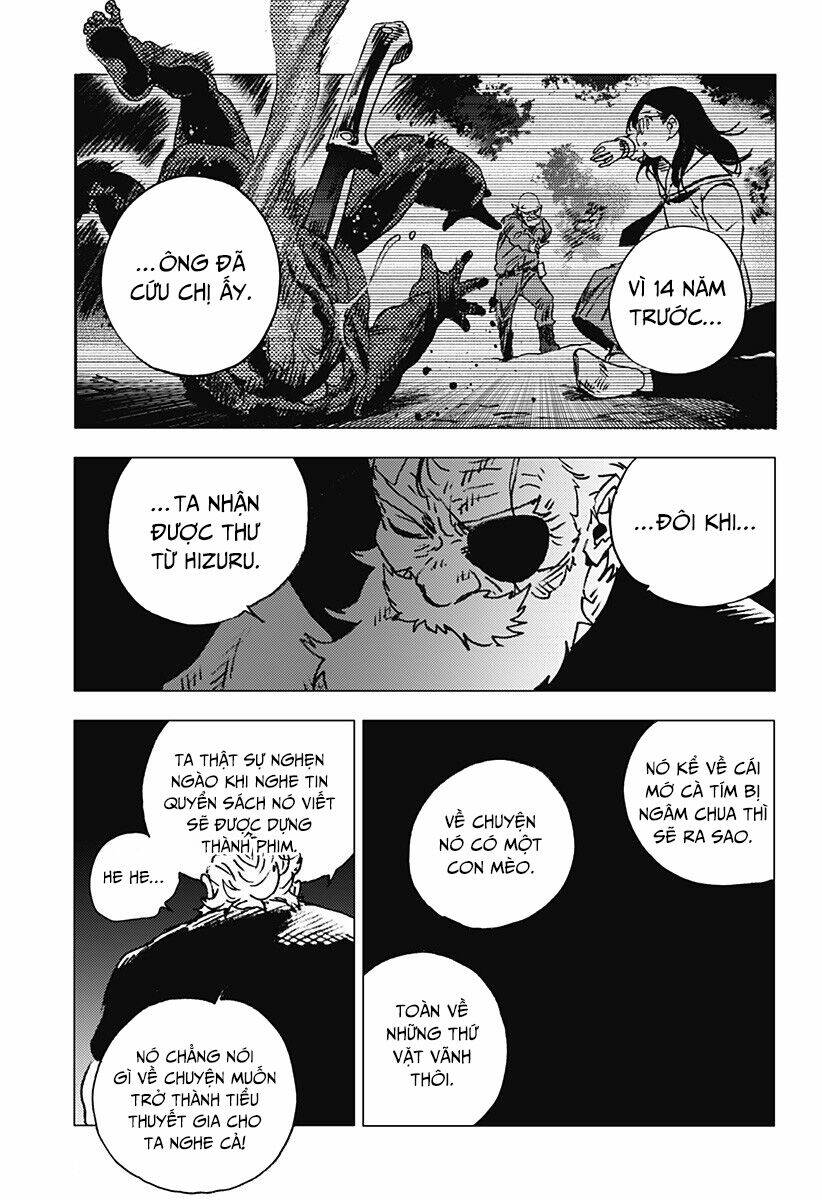 VÌ 14 NĂM
TRƯỚC...
...ÔNG ĐÃ
CỨU CHỊ ẤY.
...ĐÔI KHI...
...TA NHẬN
ĐƯỢC THƯ
TỪ HIZURU.
NÓ KỂ VỀ CÁI
MỚ CÀ TÍM BỊ
NGÂM CHUA THÌ
SẼ RA SAO.
VỀ CHUYỆN
NÓ CÓ MỘT
CON MÈO.
TOÀN VỀ
NHỮNG THỨ
VẶT VÃNH
THÔI.
TA THẬT SỰ NGHẸN
NGÀO KHI NGHE TIN
QUYỂN SÁCH NÓ VIẾT
SẼ ĐƯỢC DỰNG
THÀNH PHIM.
HE HE...
NÓ CHẲNG NÓI
GÌ VỀ CHUYỆN MUỐN
TRỞ THÀNH TIỂU
THUYẾT GIA CHO
TA NGHE CẢ!